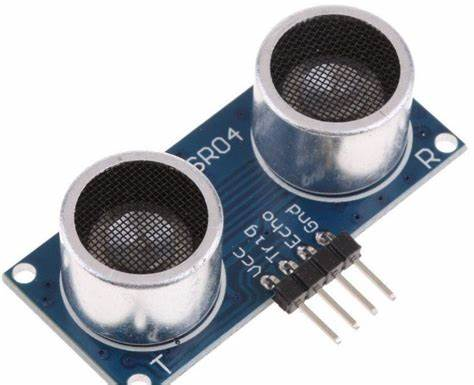 SR04
R
Vcc
Trig
Echo
Gnd
T